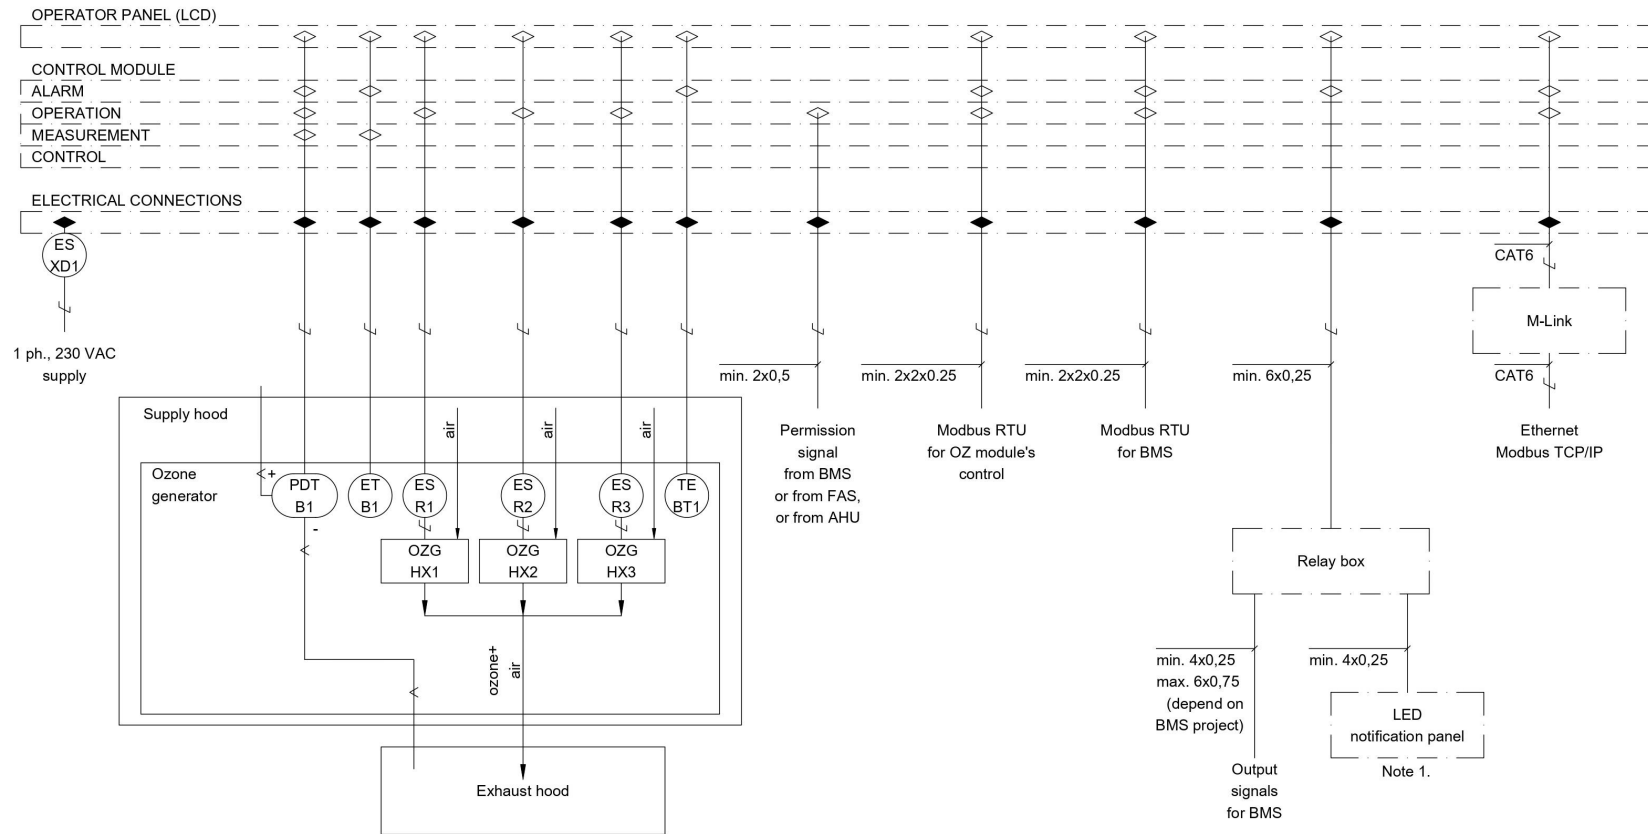 OPERATOR PANEL (LCD)
CONTROL MODULE
ALARM
OPERATION
MEASUREMENT
CONTROL
ELECTRICAL CONNECTIONS
ES
XD1
1 ph., 230 VAC
supply
CAT6
M-Link
CAT6
Ethernet
Modbus TCP/IP
min. 2x0,5
Permission
signal
from BMS
or from FAS,
or from AHU
min. 2x2x0.25
Modbus RTU
for OZ module's
control
min. 2x2x0.25
Modbus RTU
for BMS
min. 6x0,25
Relay box
min. 4x0,25
max. 6x0,75
(depend on
BMS project)
Output
signals
for BMS
min. 4x0,25
LED
notification panel
Note 1.
Supply hood
Ozone
generator
+
PDT
B1
-
ET
B1
ES
R1
air
ES
R2
air
ES
R3
air
TE
BT1
OZG
HX1
OZG
HX2
OZG
HX3
ozone+
air
Exhaust hood